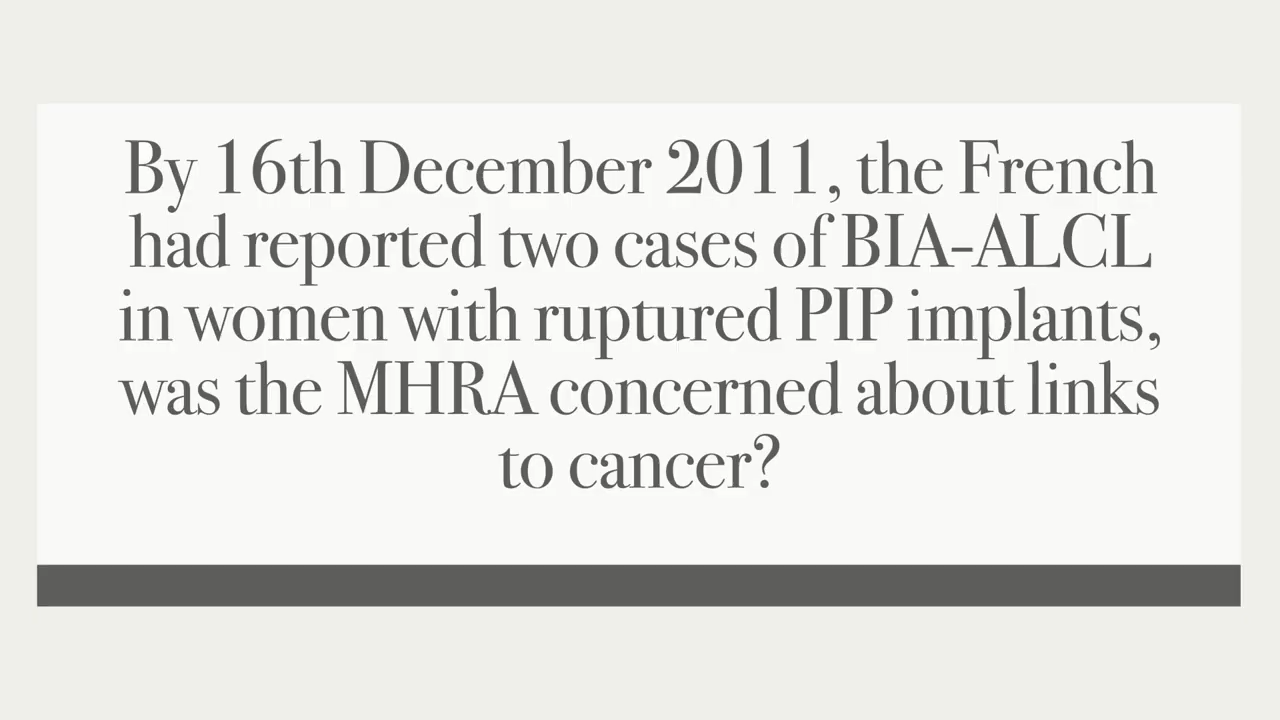 By 16th December 2011, the French
had reported two cases of BIA-ALCL
in women with ruptured PIP implants,
was the MHRA concerned about links
to cancer?